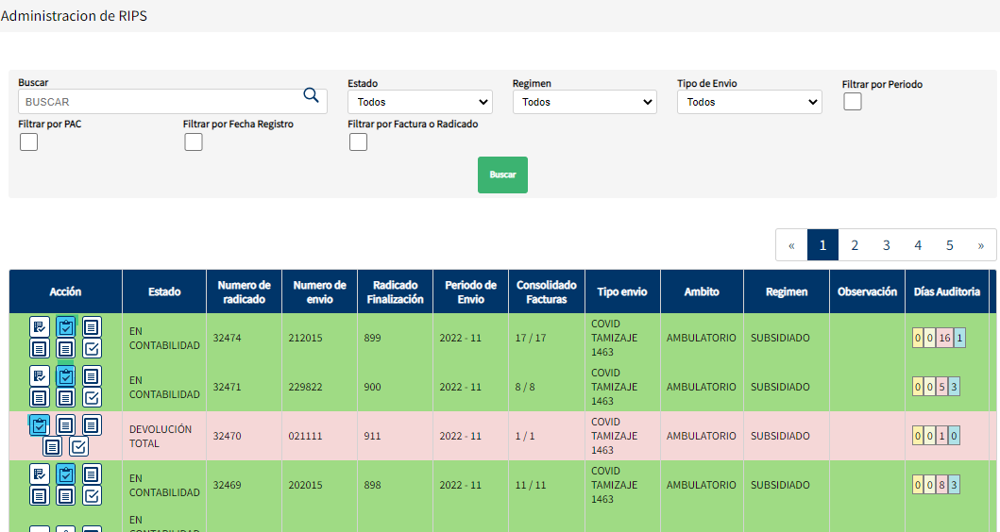 Administracion de RIPS
Buscar Estado Regimen Tipo de Envio Filtrar por Periodo
BUSCAR Todos Todos Todos
Filtrar por PAC Filtrar por Fecha Registro Filtrar por Factura o Radicado
Buscar
« 1 2 3 4 5 »
Acción Estado Numero de radicado Numero de envio Radicado Finalización Periodo de Envio Consolidado Facturas Tipo envio Ambito Regimen Observación Días Auditoria
EN CONTABILIDAD 32474 212015 899 2022 - 11 17 / 17 COVID TAMIZAJE 1463 AMBULATORIO SUBSIDIADO 0 0 16 1
EN CONTABILIDAD 32471 229822 900 2022 - 11 8 / 8 COVID TAMIZAJE 1463 AMBULATORIO SUBSIDIADO 0 0 5 3
DEVOLUCIÓN TOTAL 32470 021111 911 2022 - 11 1 / 1 COVID TAMIZAJE 1463 AMBULATORIO SUBSIDIADO 0 0 1 0
EN CONTABILIDAD 32469 202015 898 2022 - 11 11 / 11 COVID TAMIZAJE 1463 AMBULATORIO SUBSIDIADO 0 0 8 3
EN